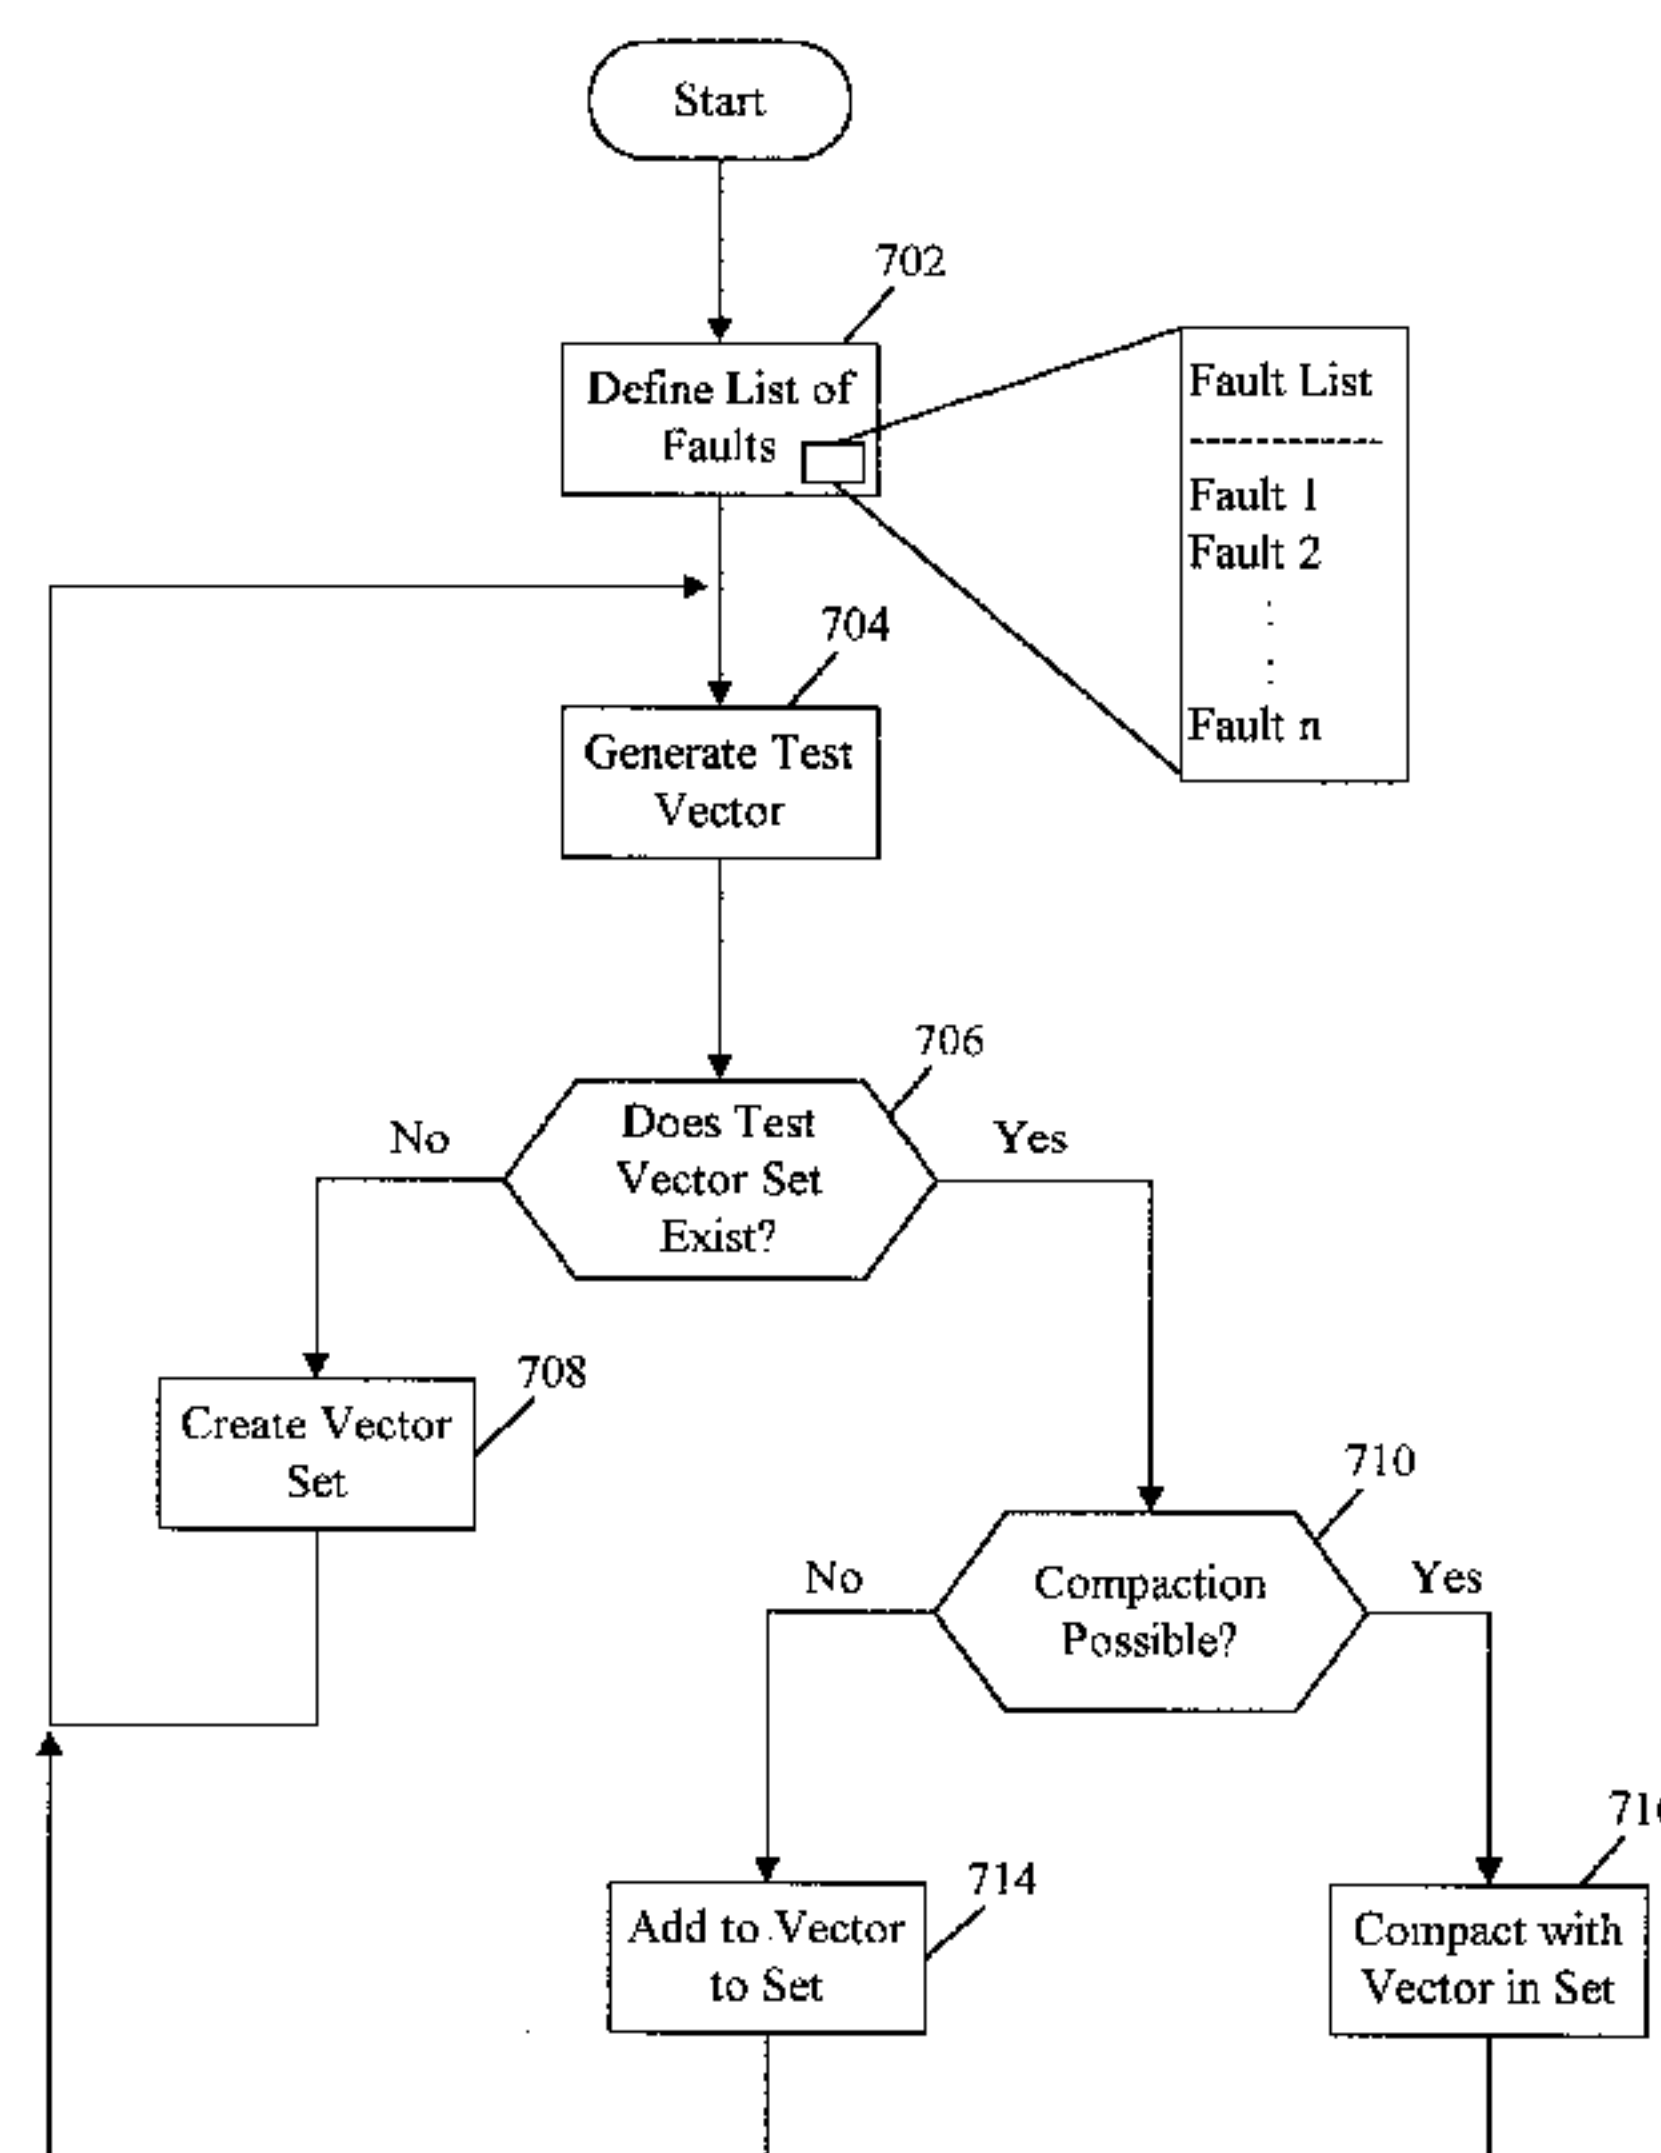 Start
702
Define List of
Faults
Fault List
--------------
Fault 1
Fault 2
.
.
.
.
Fault n
704
Generate Test
Vector
706
Does Test
Vector Set
Exist?
No
Yes
708
Create Vector
Set
710
Compaction
Possible?
No
Yes
714
Add to Vector
to Set
Compact with
Vector in Set